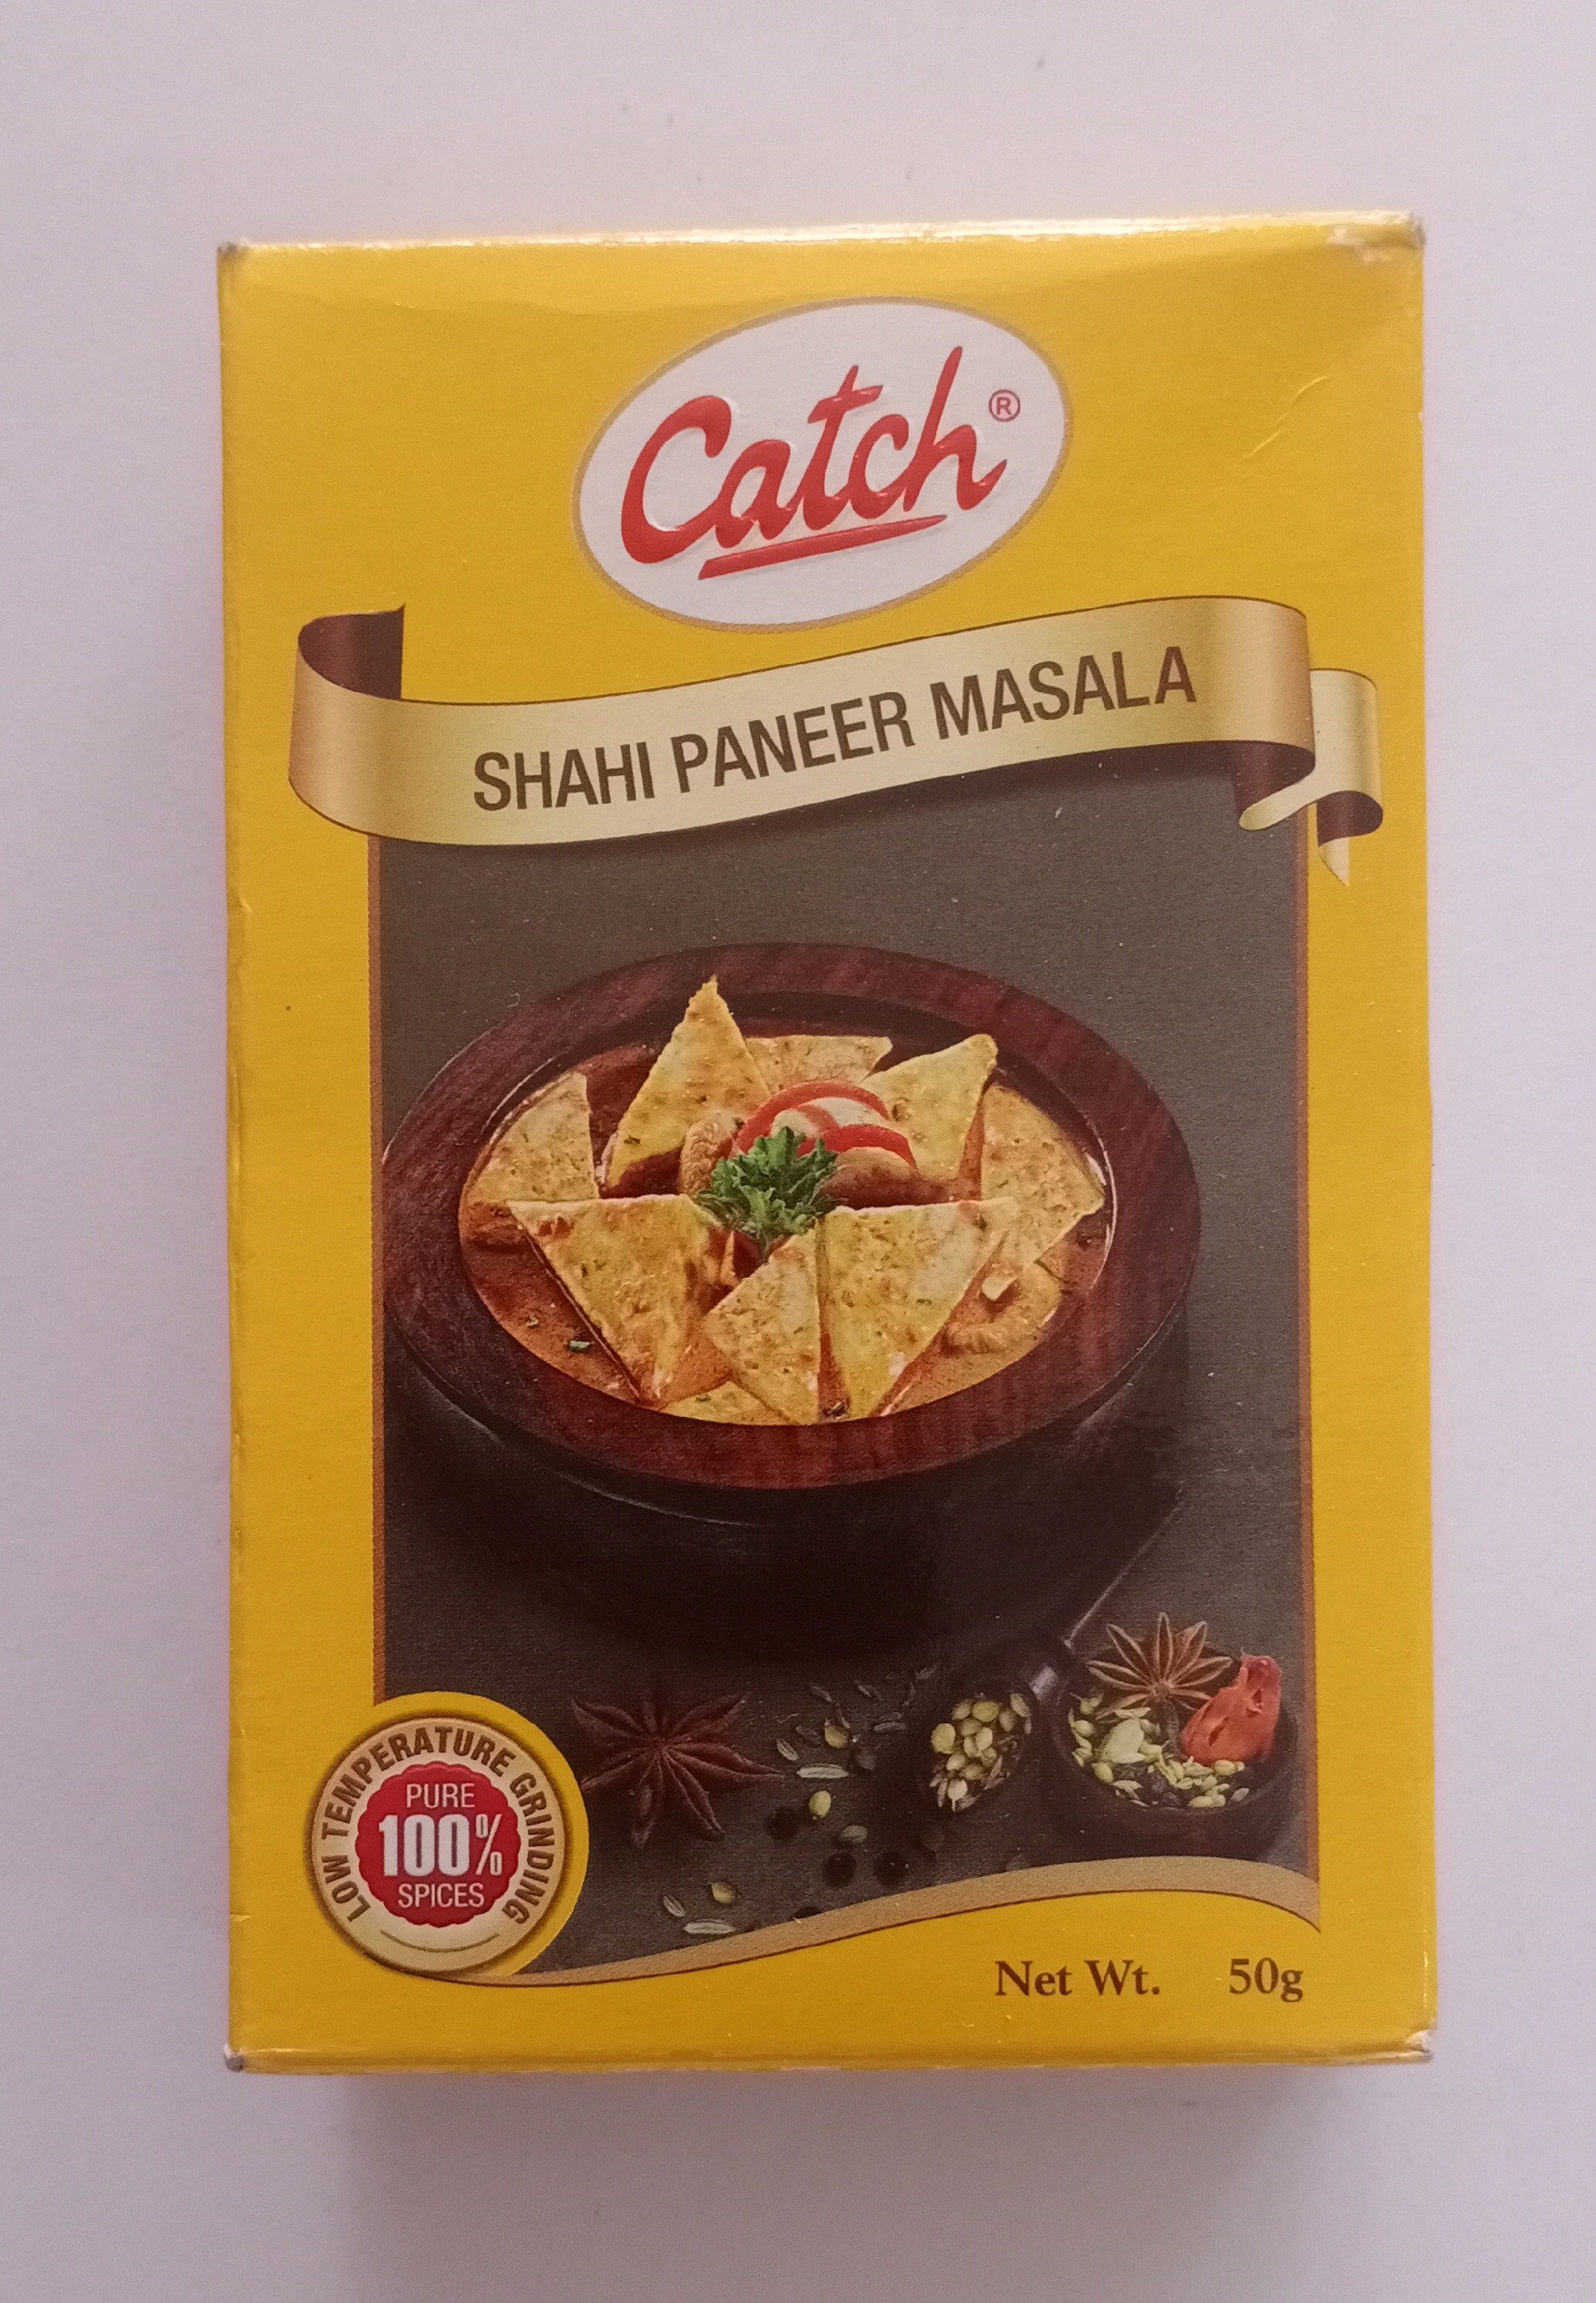 Catch®
SHAHI PANEER MASALA
LOW TEMPERATURE GRINDING
PURE
100%
SPICES
Net Wt. 50g